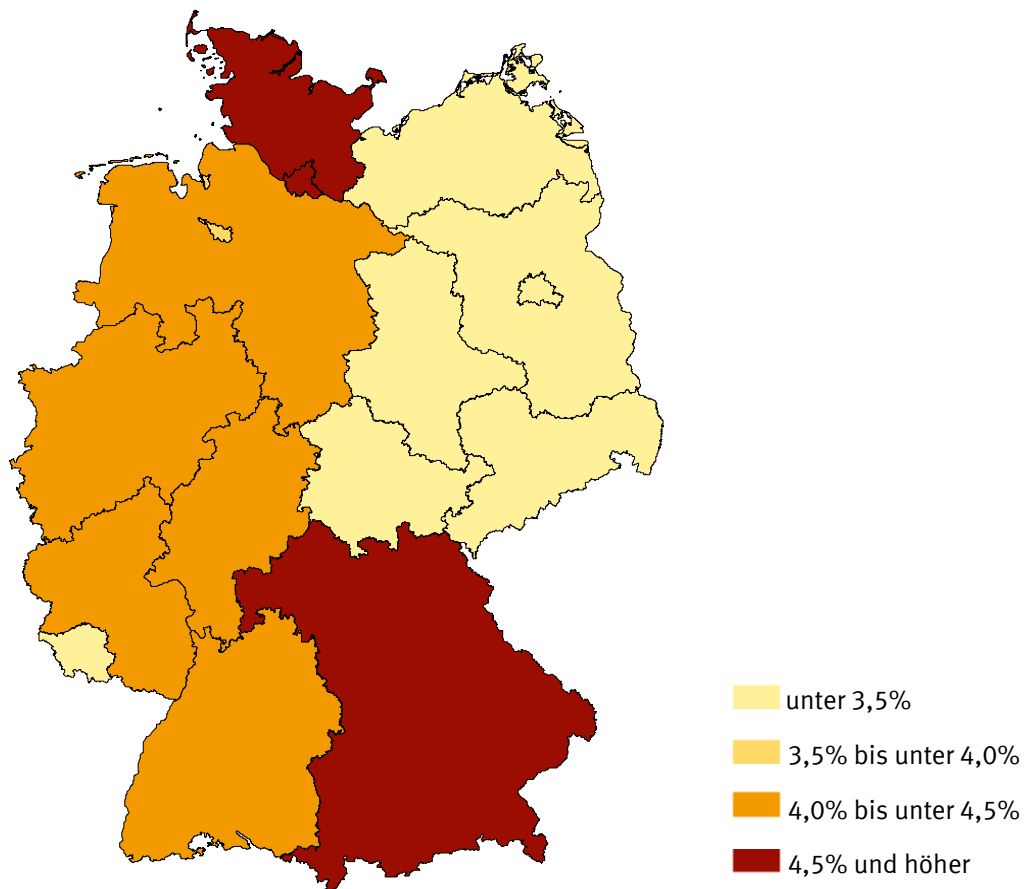 unter 3,5%
3,5% bis unter 4,0%
4,0% bis unter 4,5%
4,5% und höher